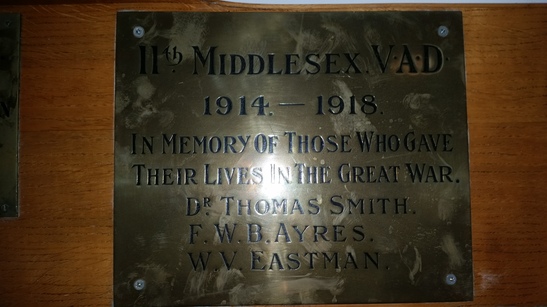 11th MIDDLESEX. V.A.D.
1914. — 1918.
IN MEMORY OF THOSE WHO GAVE
THEIR LIVES IN THE GREAT WAR.
DR THOMAS SMITH.
F.W.B. AYRES.
W.V. EASTMAN.